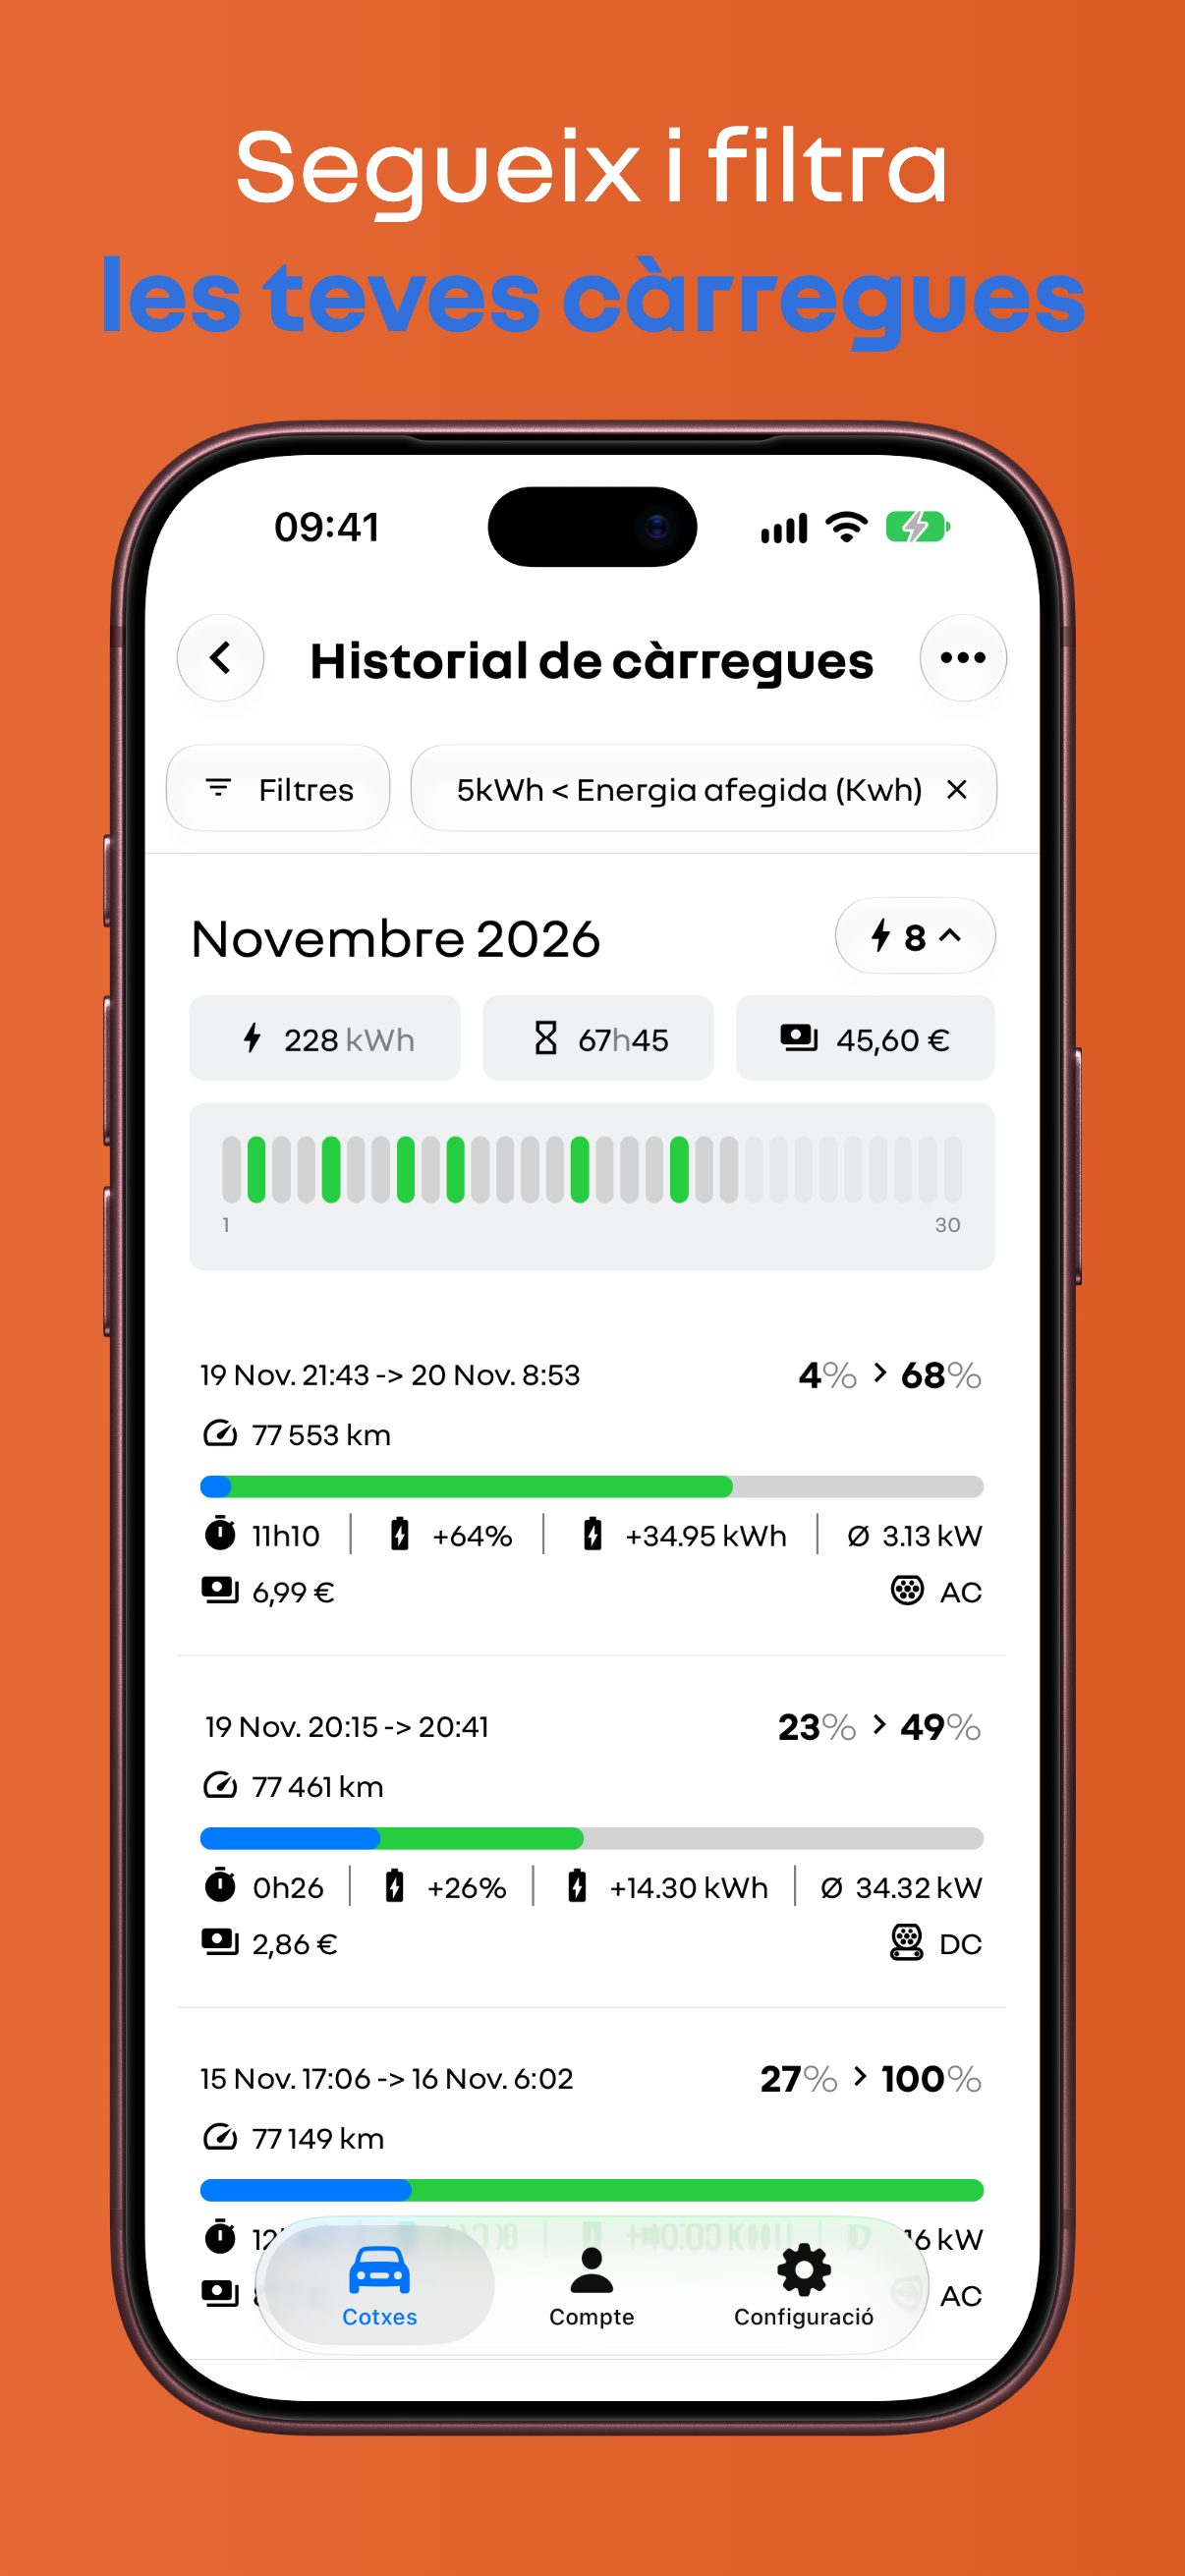 Segueix i filtra
les teves càrregues
09:41
Historial de càrregues
Filtres
5kWh < Energia afegida (Kwh)
Novembre 2026
8
228 kWh
67h45
45,60 €
1
30
19 Nov. 21:43 -> 20 Nov. 8:53
4% > 68%
77 553 km
11h10 | +64% | +34.95 kWh | Ø 3.13 kW
6,99 €
AC
19 Nov. 20:15 -> 20:41
23% > 49%
77 461 km
0h26 | +26% | +14.30 kWh | Ø 34.32 kW
2,86 €
DC
15 Nov. 17:06 -> 16 Nov. 6:02
27% > 100%
77 149 km
kW
AC
Cotxes
Compte
Configuració